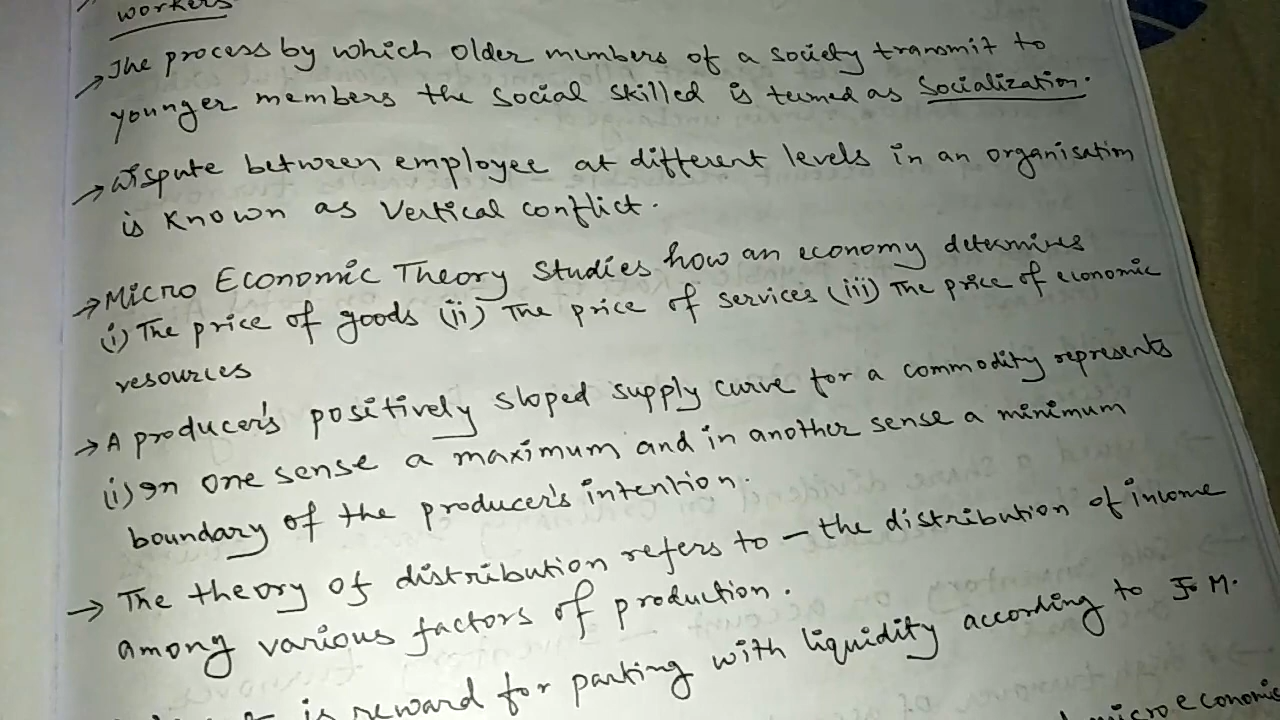 workers
→ The process by which older members of a society transmit to
younger members the social skilled is termed as Socialization.
→ Dispute between employee at different levels in an organisation
is known as Vertical conflict.
→ Micro Economic Theory Studies how an economy determines
(i) The price of goods (ii) The price of services (iii) The price of economic
resources
→ A producer's positively sloped supply curve for a commodity represents
(i) In one sense a maximum and in another sense a minimum
boundary of the producer's intention.
→ The theory of distribution refers to – the distribution of income
among various factors of production.
is reward for parting with liquidity according to J. M.
microeconomic